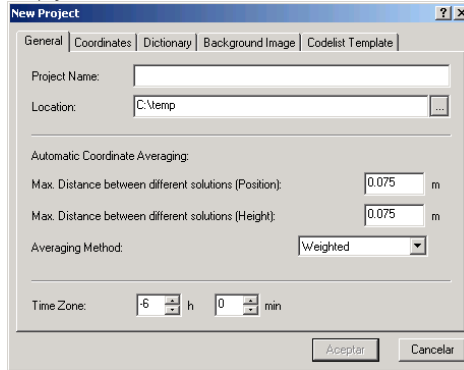 New Project
General Coordinates Dictionary Background Image Codelist Template
Project Name:
Location: C:\temp ...
Automatic Coordinate Averaging:
Max. Distance between different solutions (Position): 0.075 m
Max. Distance between different solutions (Height): 0.075 m
Averaging Method: Weighted
Time Zone: -6 h 0 min
Aceptar Cancelar